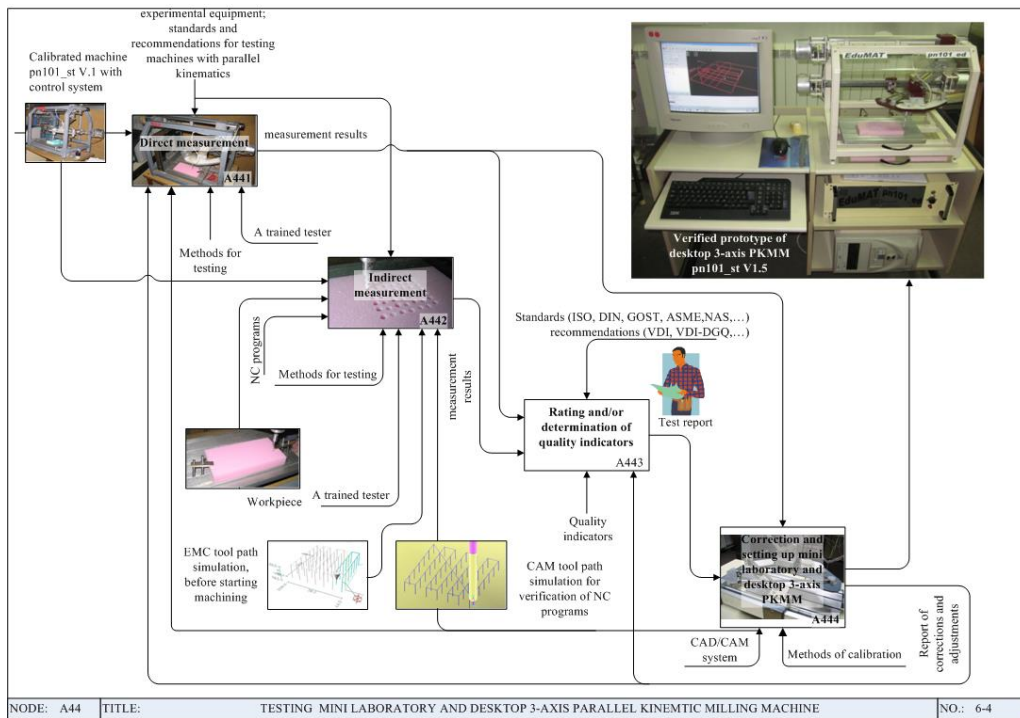 experimental equipment;
standards and
recommendations for testing
machines with parallel
kinematics
Calibrated machine
pn101_st V.1 with
control system
Direct measurement
A441
measurement results
Methods for
testing
A trained tester
EduMAT
pn101_ed
EduMAT pn101_ed
Verified prototype of
desktop 3-axis PKMM
pn101_st V1.5
Indirect
measurement
A442
NC programs
Methods for testing
measurement
results
Standards (ISO, DIN, GOST, ASME,NAS,...)
recommendations (VDI, VDI-DGQ,...)
Rating and/or
determination of
quality indicators
A443
Test report
Workpiece
A trained tester
Quality
indicators
EMC tool path
simulation,
before starting
machining
CAM tool path
simulation for
verification of NC
programs
Correction and
setting up mini
laboratory and
desktop 3-axis
PKMM
A444
CAD/CAM
system
Methods of calibration
Report of
corrections and
adjustments
NODE: A44
TITLE:
TESTING MINI LABORATORY AND DESKTOP 3-AXIS PARALLEL KINEMTIC MILLING MACHINE
NO.: 6-4